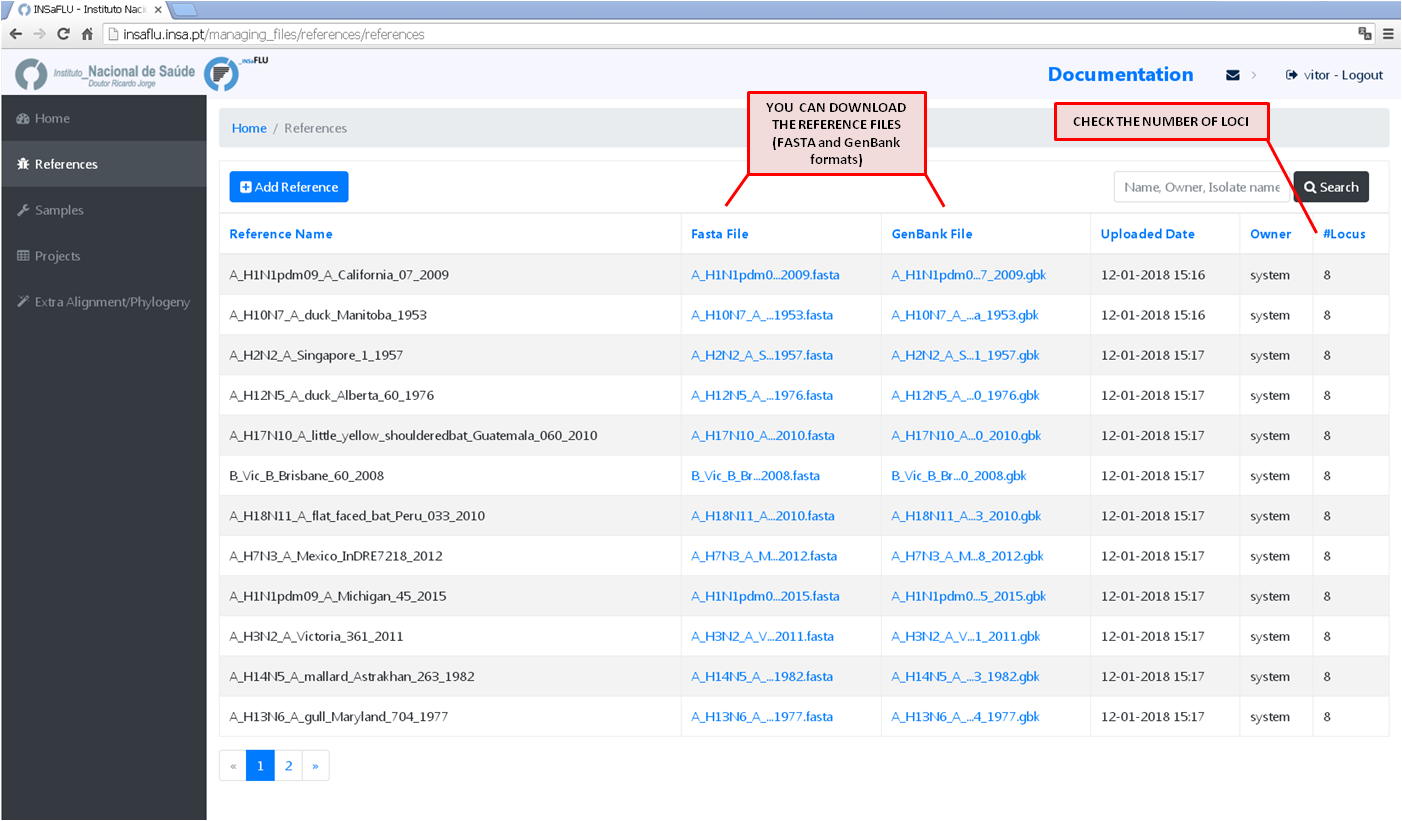 INSaFLU - Instituto Naci
insaflu.insa.pt/managing_files/references/references
Instituto_Nacional de Saúde
Doutor Ricardo Jorge
_INSaFLU
Documentation
vitor - Logout
Home
References
Samples
Projects
Extra Alignment/Phylogeny
Home / References
YOU CAN DOWNLOAD
THE REFERENCE FILES
(FASTA and GenBank
formats)
CHECK THE NUMBER OF LOCI
Add Reference
Name, Owner, Isolate name
Search
Reference Name Fasta File GenBank File Uploaded Date Owner #Locus
A_H1N1pdm09_A_California_07_2009 A_H1N1pdm0...2009.fasta A_H1N1pdm0...7_2009.gbk 12-01-2018 15:16 system 8
A_H10N7_A_duck_Manitoba_1953 A_H10N7_A_...1953.fasta A_H10N7_A_...a_1953.gbk 12-01-2018 15:16 system 8
A_H2N2_A_Singapore_1_1957 A_H2N2_A_S...1957.fasta A_H2N2_A_S...1_1957.gbk 12-01-2018 15:17 system 8
A_H12N5_A_duck_Alberta_60_1976 A_H12N5_A_...1976.fasta A_H12N5_A_...0_1976.gbk 12-01-2018 15:17 system 8
A_H17N10_A_little_yellow_shoulderedbat_Guatemala_060_2010 A_H17N10_A...2010.fasta A_H17N10_A...0_2010.gbk 12-01-2018 15:17 system 8
B_Vic_B_Brisbane_60_2008 B_Vic_B_Br...2008.fasta B_Vic_B_Br...0_2008.gbk 12-01-2018 15:17 system 8
A_H18N11_A_flat_faced_bat_Peru_033_2010 A_H18N11_A...2010.fasta A_H18N11_A...3_2010.gbk 12-01-2018 15:17 system 8
A_H7N3_A_Mexico_InDRE7218_2012 A_H7N3_A_M...2012.fasta A_H7N3_A_M...8_2012.gbk 12-01-2018 15:17 system 8
A_H1N1pdm09_A_Michigan_45_2015 A_H1N1pdm0...2015.fasta A_H1N1pdm0...5_2015.gbk 12-01-2018 15:17 system 8
A_H3N2_A_Victoria_361_2011 A_H3N2_A_V...2011.fasta A_H3N2_A_V...1_2011.gbk 12-01-2018 15:17 system 8
A_H14N5_A_mallard_Astrakhan_263_1982 A_H14N5_A_...1982.fasta A_H14N5_A_...3_1982.gbk 12-01-2018 15:17 system 8
A_H13N6_A_gull_Maryland_704_1977 A_H13N6_A_...1977.fasta A_H13N6_A_...4_1977.gbk 12-01-2018 15:17 system 8
« 1 2 »